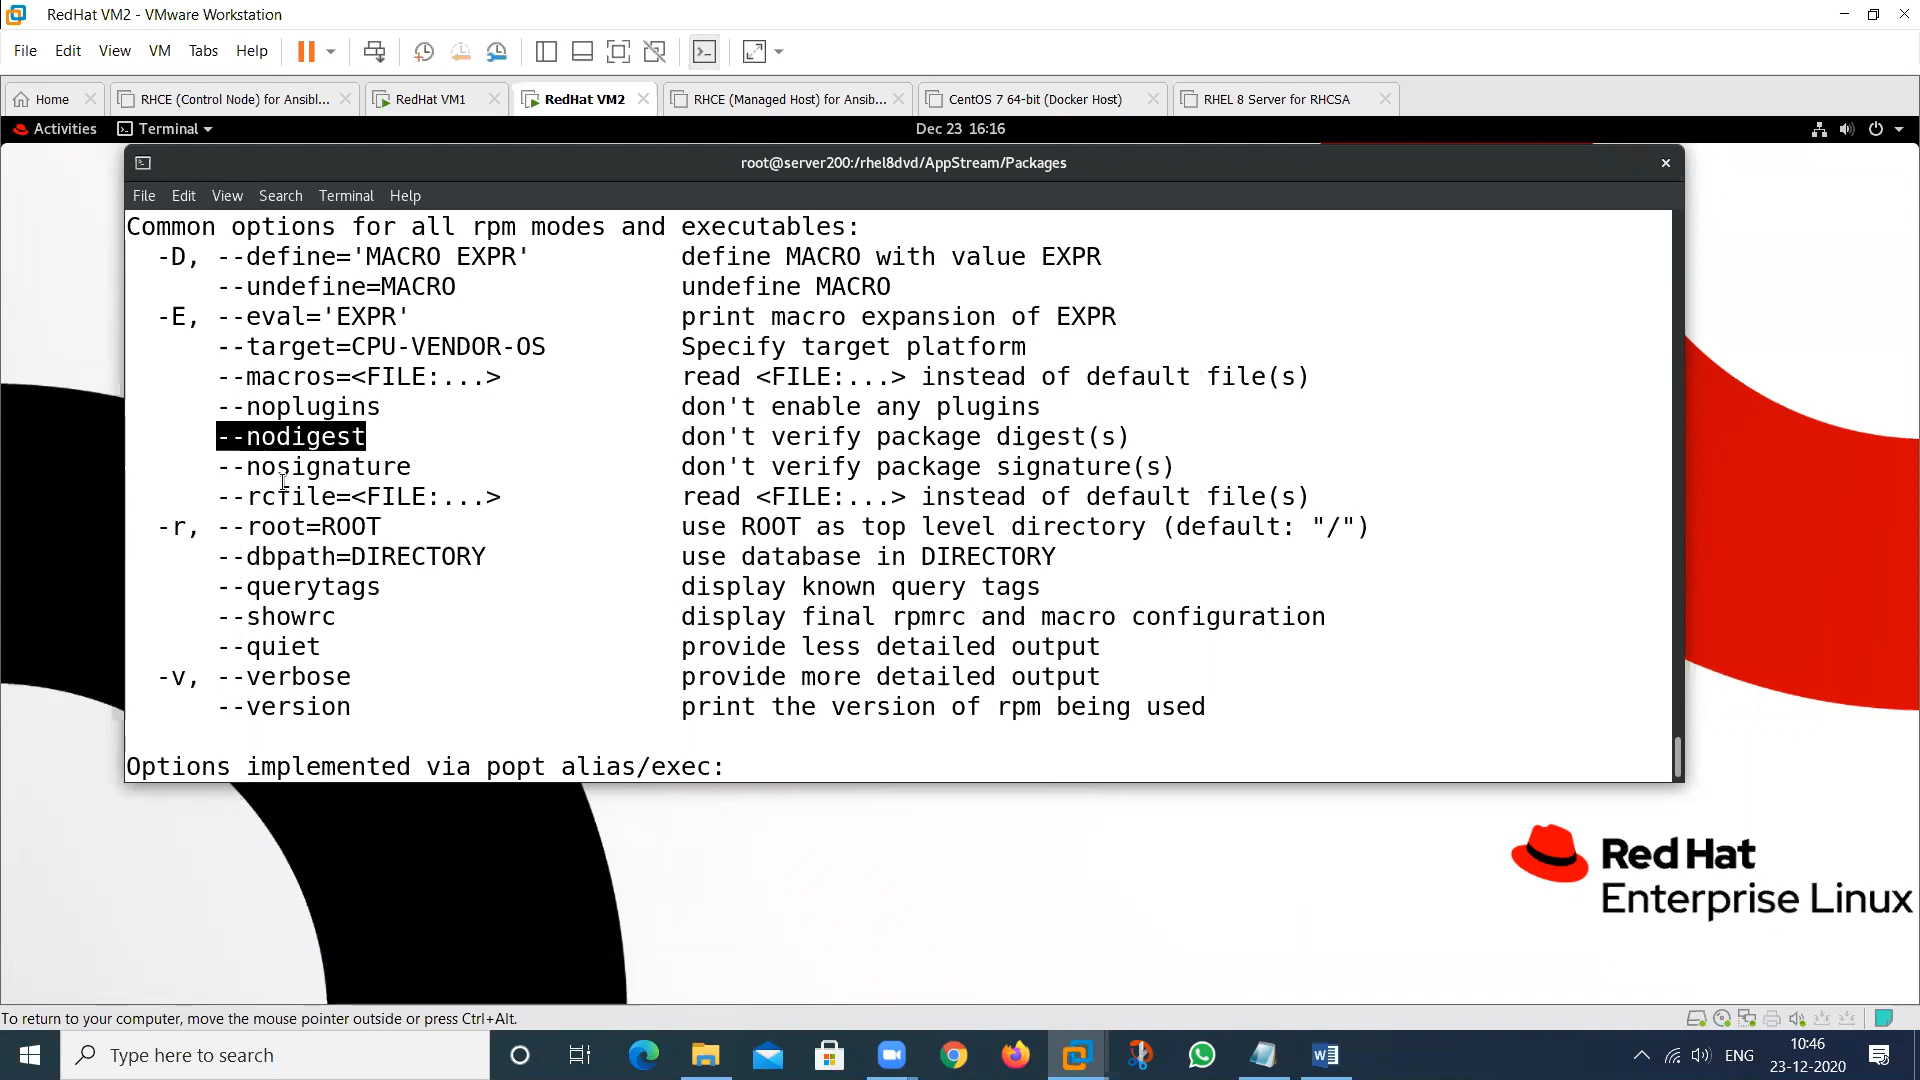 RedHat VM2 - VMware Workstation
File Edit View VM Tabs Help
Home RHCE (Control Node) for Ansibl... RedHat VM1 RedHat VM2 RHCE (Managed Host) for Ansib... CentOS 7 64-bit (Docker Host) RHEL 8 Server for RHCSA
Activities Terminal Dec 23 16:16
root@server200:/rhel8dvd/AppStream/Packages
File Edit View Search Terminal Help
Common options for all rpm modes and executables:
-D, --define='MACRO EXPR' define MACRO with value EXPR
--undefine=MACRO undefine MACRO
-E, --eval='EXPR' print macro expansion of EXPR
--target=CPU-VENDOR-OS Specify target platform
--macros=<FILE:...> read <FILE:...> instead of default file(s)
--noplugins don't enable any plugins
--nodigest don't verify package digest(s)
--nosignature don't verify package signature(s)
--rcfile=<FILE:...> read <FILE:...> instead of default file(s)
-r, --root=ROOT use ROOT as top level directory (default: "/")
--dbpath=DIRECTORY use database in DIRECTORY
--querytags display known query tags
--showrc display final rpmrc and macro configuration
--quiet provide less detailed output
-v, --verbose provide more detailed output
--version print the version of rpm being used
Options implemented via popt alias/exec:
Red Hat
Enterprise Linux
To return to your computer, move the mouse pointer outside or press Ctrl+Alt.
Type here to search
ENG
10:46
23-12-2020